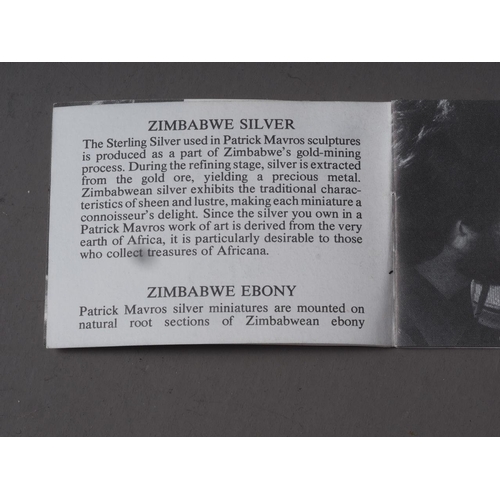 ZIMBABWE SILVER
The Sterling Silver used in Patrick Mavros sculptures
is produced as a part of Zimbabwe's gold-mining
process. During the refining stage, silver is extracted
from the gold ore, yielding a precious metal.
Zimbabwean silver exhibits the traditional charac-
teristics of sheen and lustre, making each miniature a
connoisseur's delight. Since the silver you own in a
Patrick Mavros work of art is derived from the very
earth of Africa, it is particularly desirable to those
who collect treasures of Africana.
ZIMBABWE EBONY
Patrick Mavros silver miniatures are mounted on
natural root sections of Zimbabwean ebony